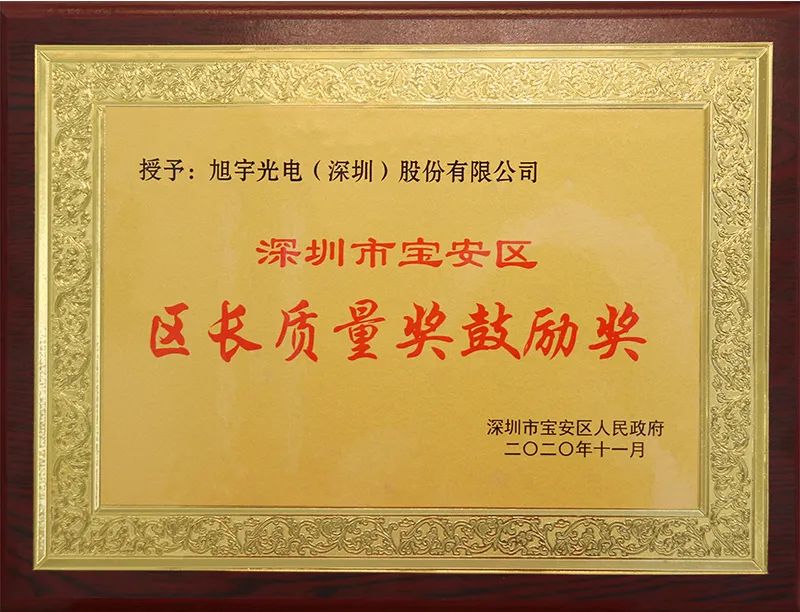 授予：旭宇光电（深圳）股份有限公司
深圳市宝安区
区长质量奖鼓励奖
深圳市宝安区人民政府
二〇二〇年十一月